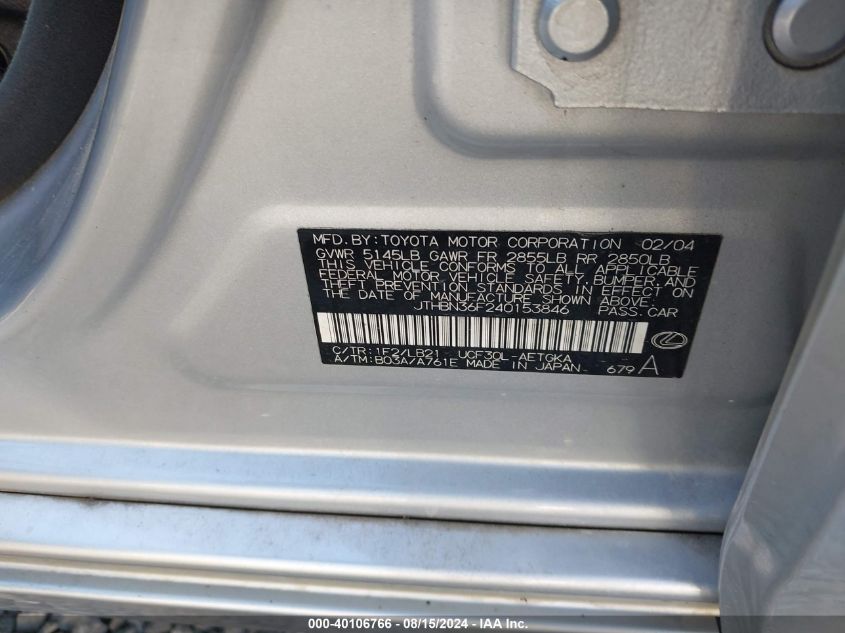 MFD.BY:TOYOTA MOTOR CORPORATION 02/04
GVWR 5145LB GAWR FR 2855LB RR 2850LB
THIS VEHICLE CONFORMS TO ALL APPLICABLE
FEDERAL MOTOR VEHICLE SAFETY, BUMPER, AND
THEFT PREVENTION STANDARDS IN EFFECT ON
THE DATE OF MANUFACTURE SHOWN ABOVE.
JTHBN36F240153846 PASS.CAR
C/TR:1F2/LB21 UCF30L-AETGKA
A/TM:B03A/A761E MADE IN JAPAN 679 A
000-40106766 - 08/15/2024 - IAA Inc.